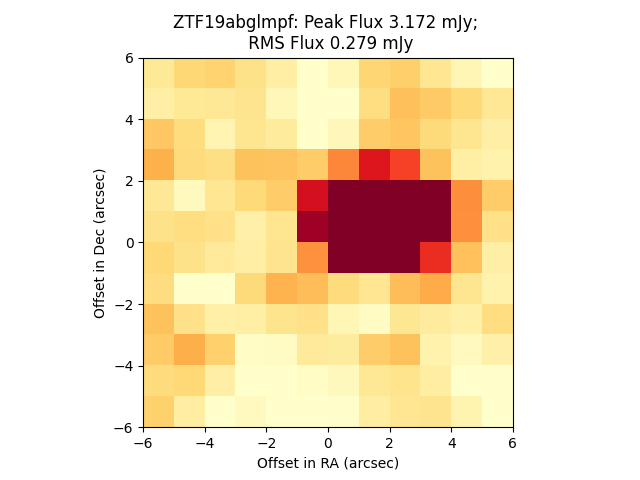 ZTF19abglmpf: Peak Flux 3.172 mJy;
RMS Flux 0.279 mJy
6
4
2
0
−2
−4
−6
Offset in Dec (arcsec)
−6 −4 −2 0 2 4 6
Offset in RA (arcsec)